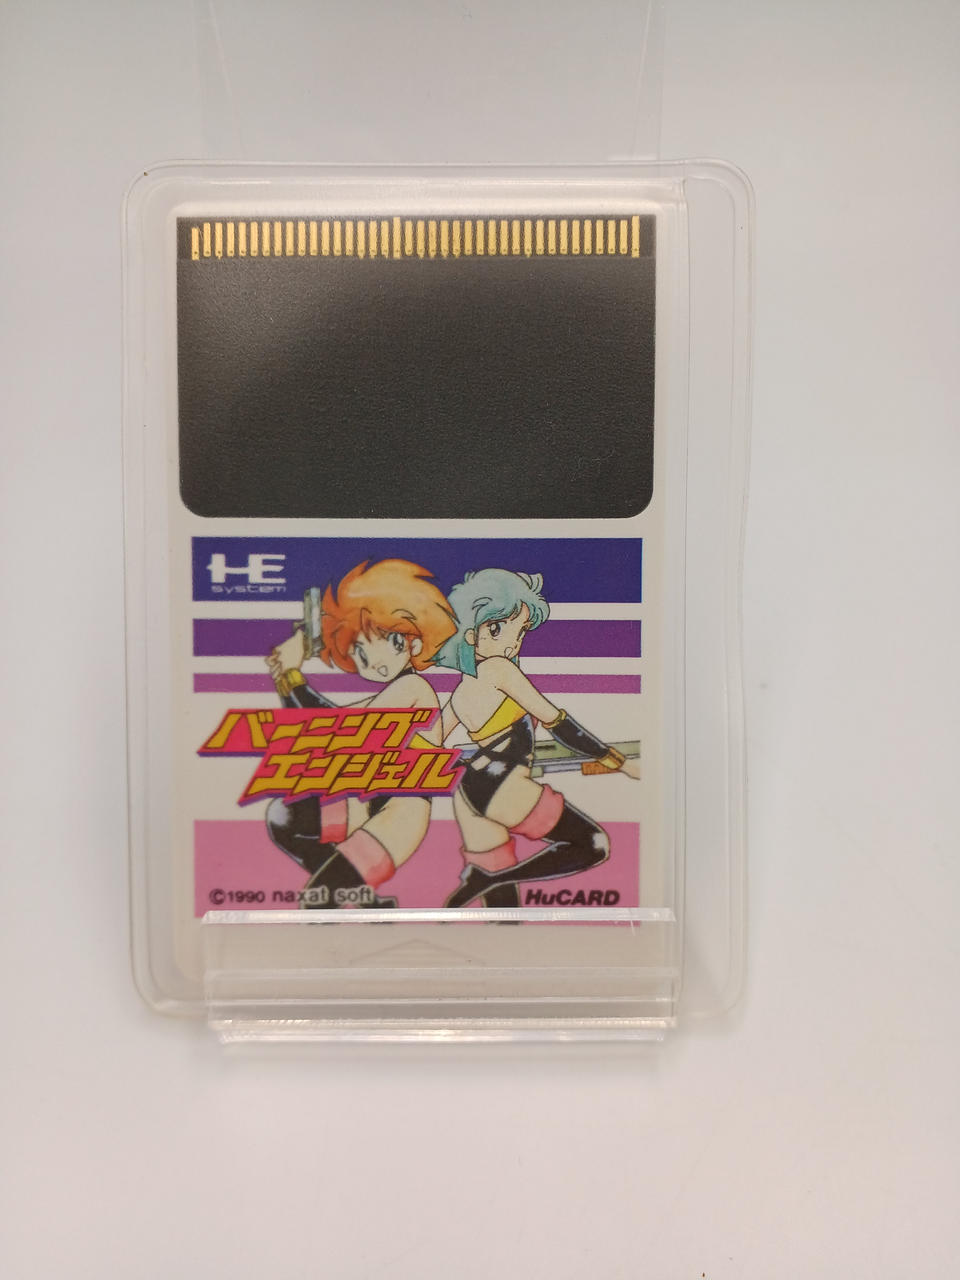 HE
system
バーニング
エンジェル
©1990 naxat soft
HuCARD